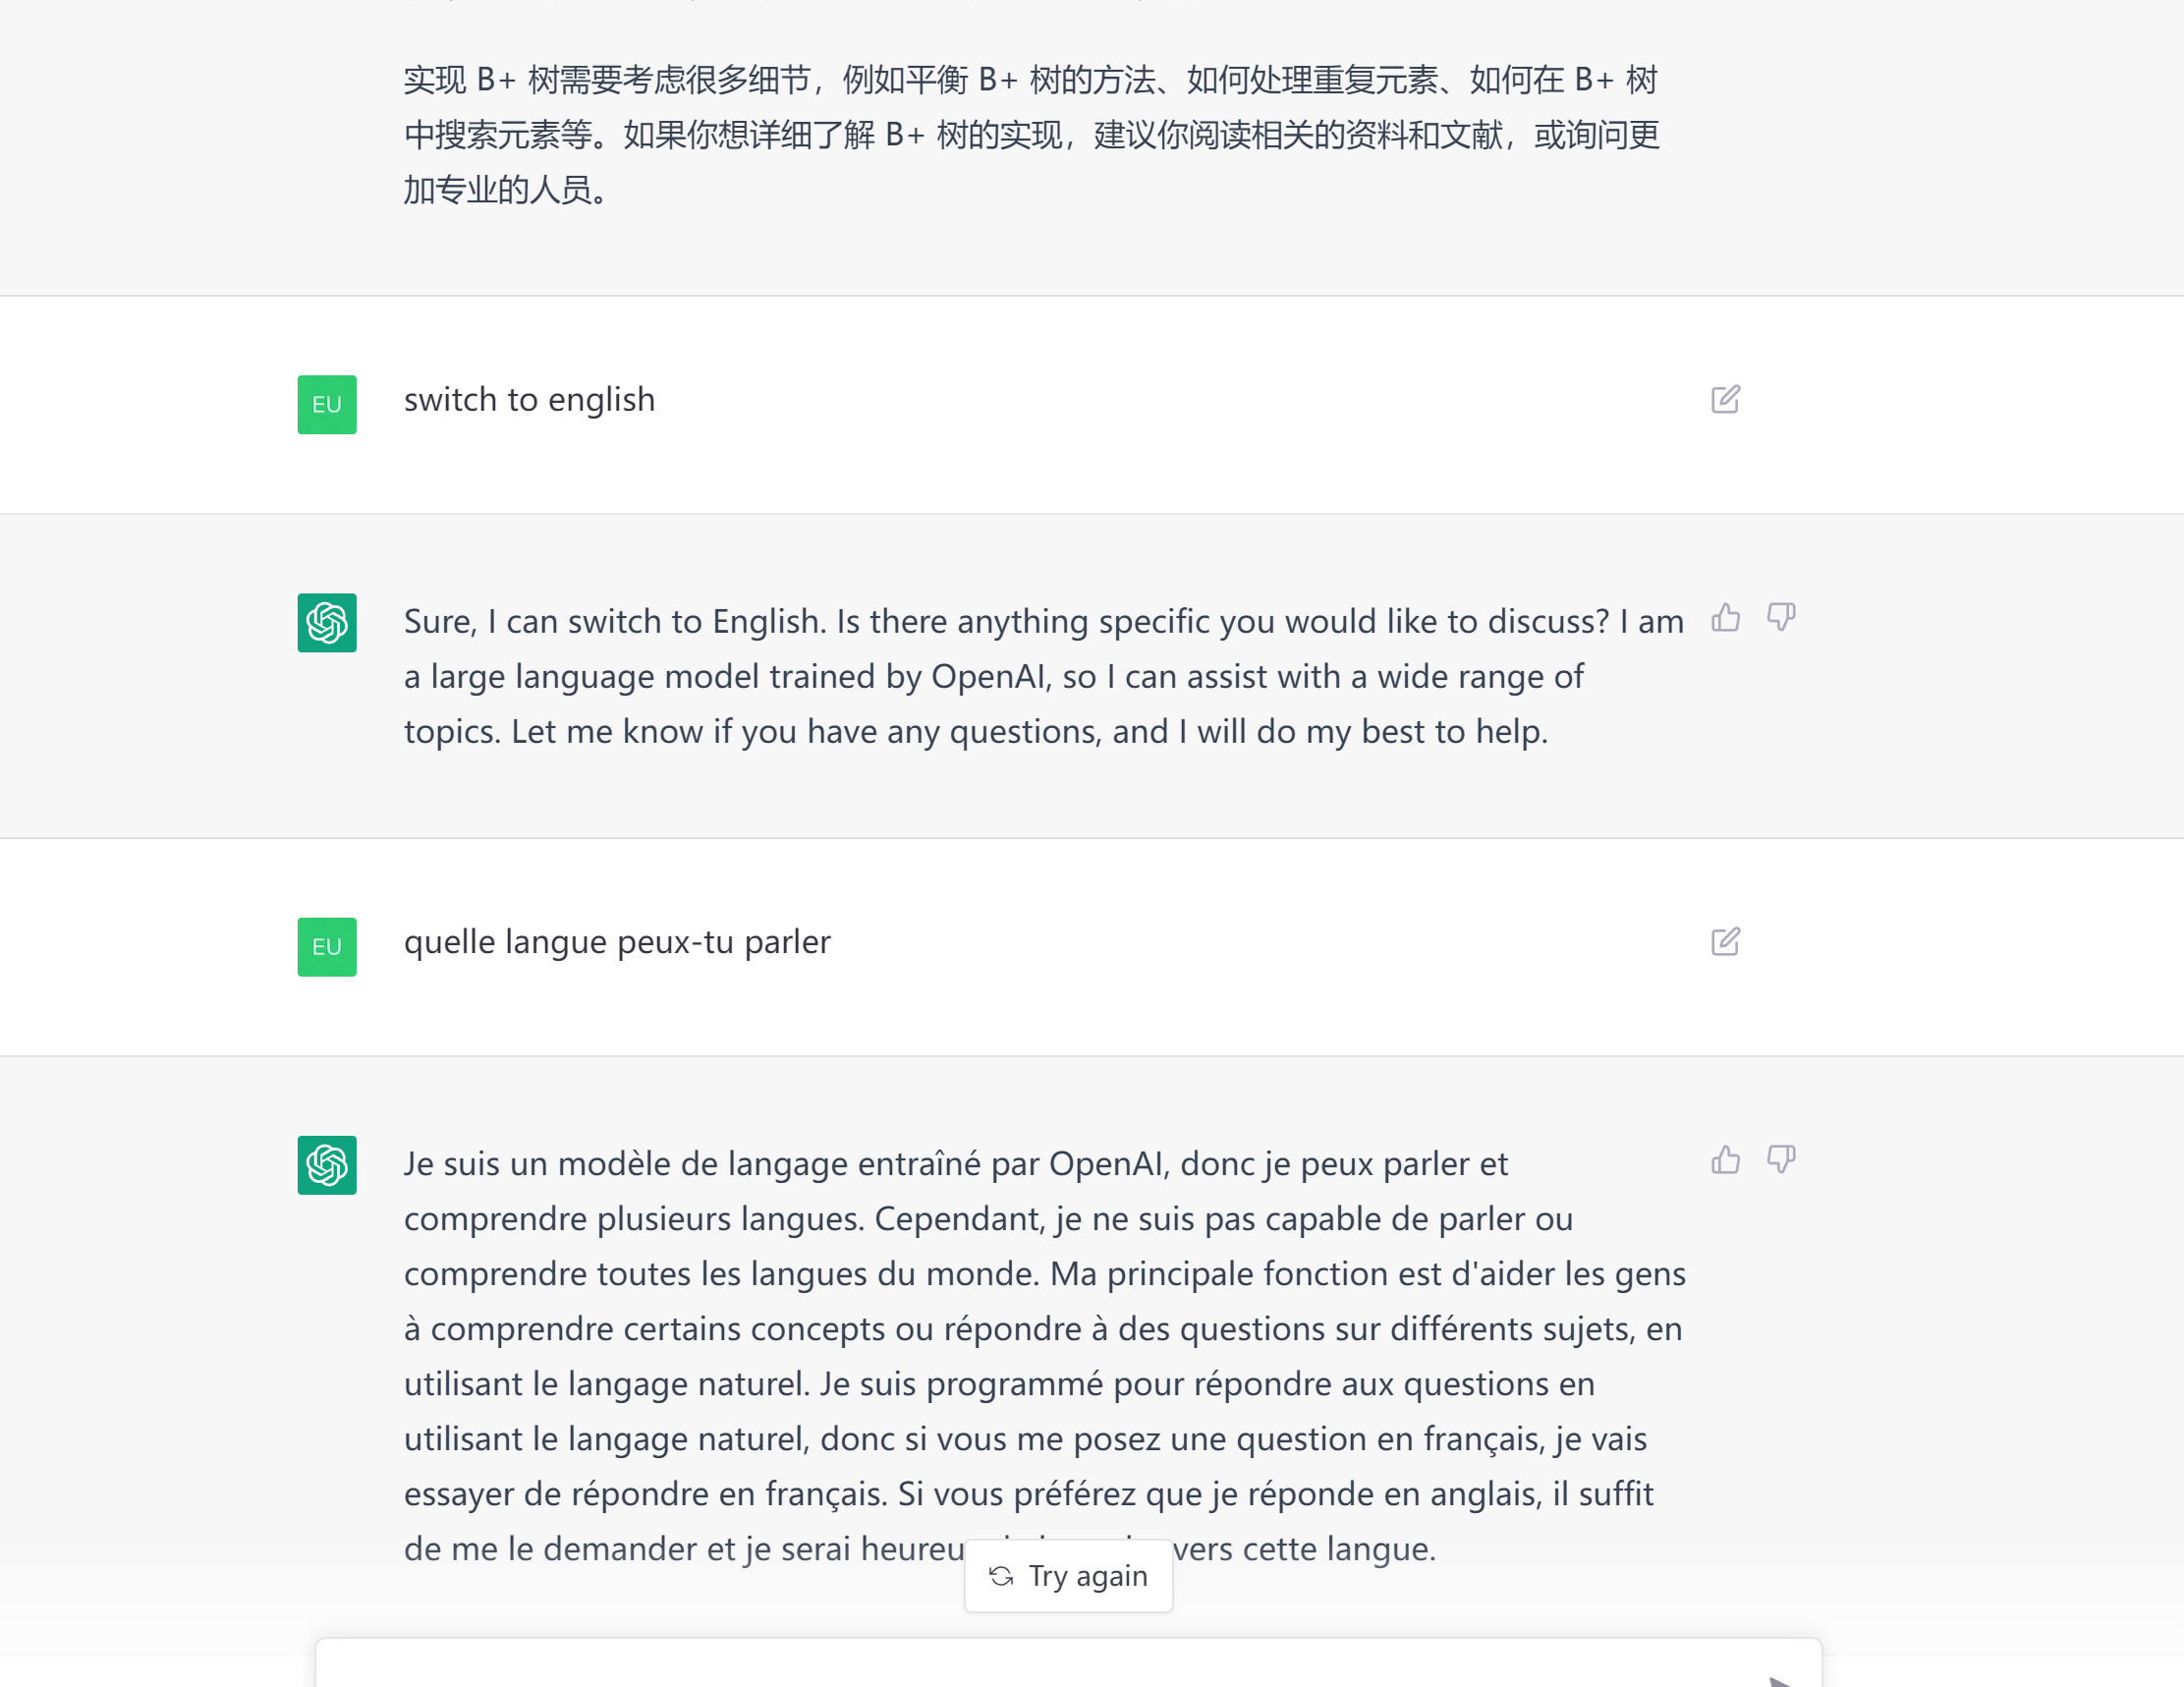 实现 B+ 树需要考虑很多细节，例如平衡 B+ 树的方法、如何处理重复元素、如何在 B+ 树
中搜索元素等。如果你想详细了解 B+ 树的实现，建议你阅读相关的资料和文献，或询问更
加专业的人员。
EU
switch to english
Sure, I can switch to English. Is there anything specific you would like to discuss? I am
a large language model trained by OpenAI, so I can assist with a wide range of
topics. Let me know if you have any questions, and I will do my best to help.
EU
quelle langue peux-tu parler
Je suis un modèle de langage entraîné par OpenAI, donc je peux parler et
comprendre plusieurs langues. Cependant, je ne suis pas capable de parler ou
comprendre toutes les langues du monde. Ma principale fonction est d'aider les gens
à comprendre certains concepts ou répondre à des questions sur différents sujets, en
utilisant le langage naturel. Je suis programmé pour répondre aux questions en
utilisant le langage naturel, donc si vous me posez une question en français, je vais
essayer de répondre en français. Si vous préférez que je réponde en anglais, il suffit
de me le demander et je serai vers cette langue.
Try again